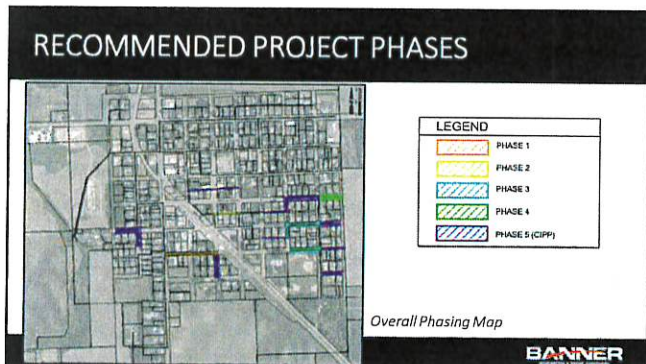 RECOMMENDED PROJECT PHASES
LEGEND
PHASE 1
PHASE 2
PHASE 3
PHASE 4
PHASE 5 (CIPP)
Overall Phasing Map
BANNER